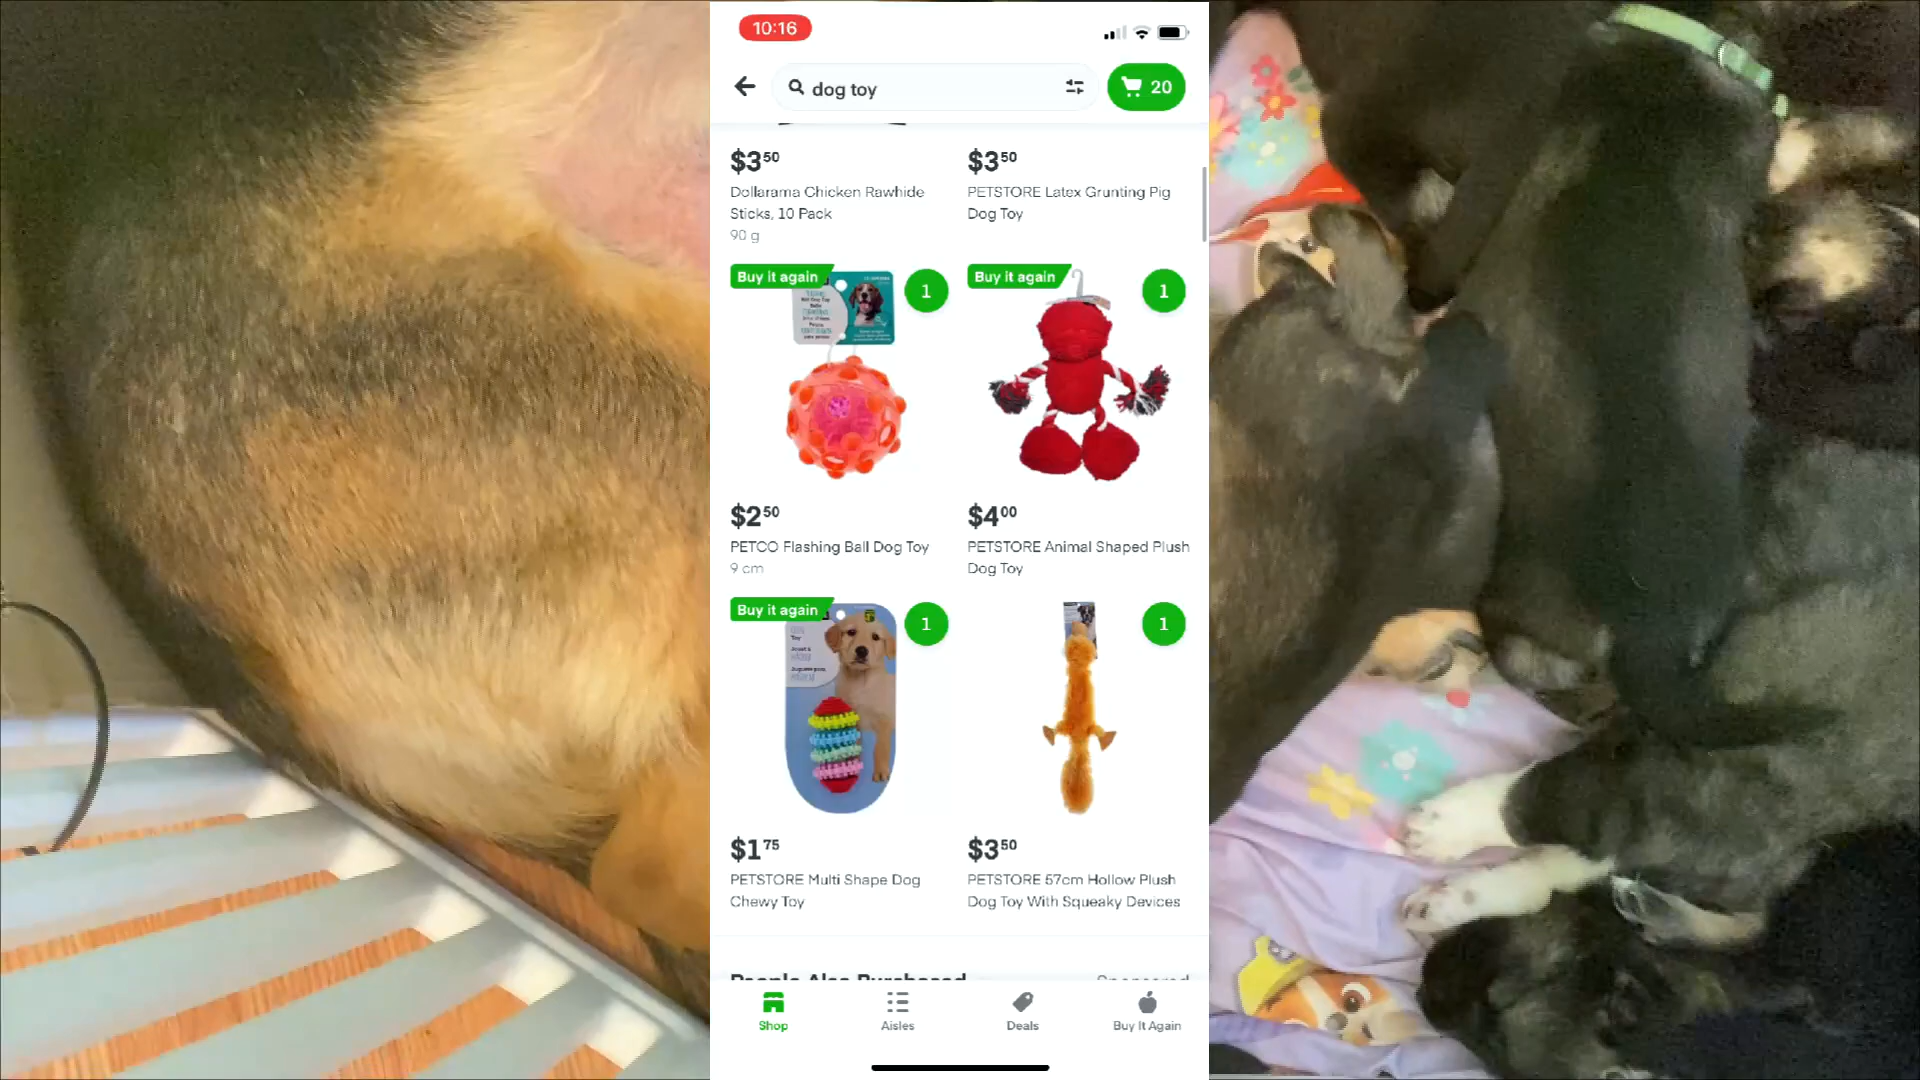 10:16
dog toy
20
$3 50
$3 50
Dollarama Chicken Rawhide
Sticks, 10 Pack
90 g
PETSTORE Latex Grunting Pig
Dog Toy
Buy it again
1
Buy it again
1
$2 50
$4 00
PETCO Flashing Ball Dog Toy
9 cm
PETSTORE Animal Shaped Plush
Dog Toy
Buy it again
1
1
$1 75
$3 50
PETSTORE Multi Shape Dog
Chewy Toy
PETSTORE 57cm Hollow Plush
Dog Toy With Squeaky Devices
People Also Purchased
Sponsored
Shop
Aisles
Deals
Buy It Again